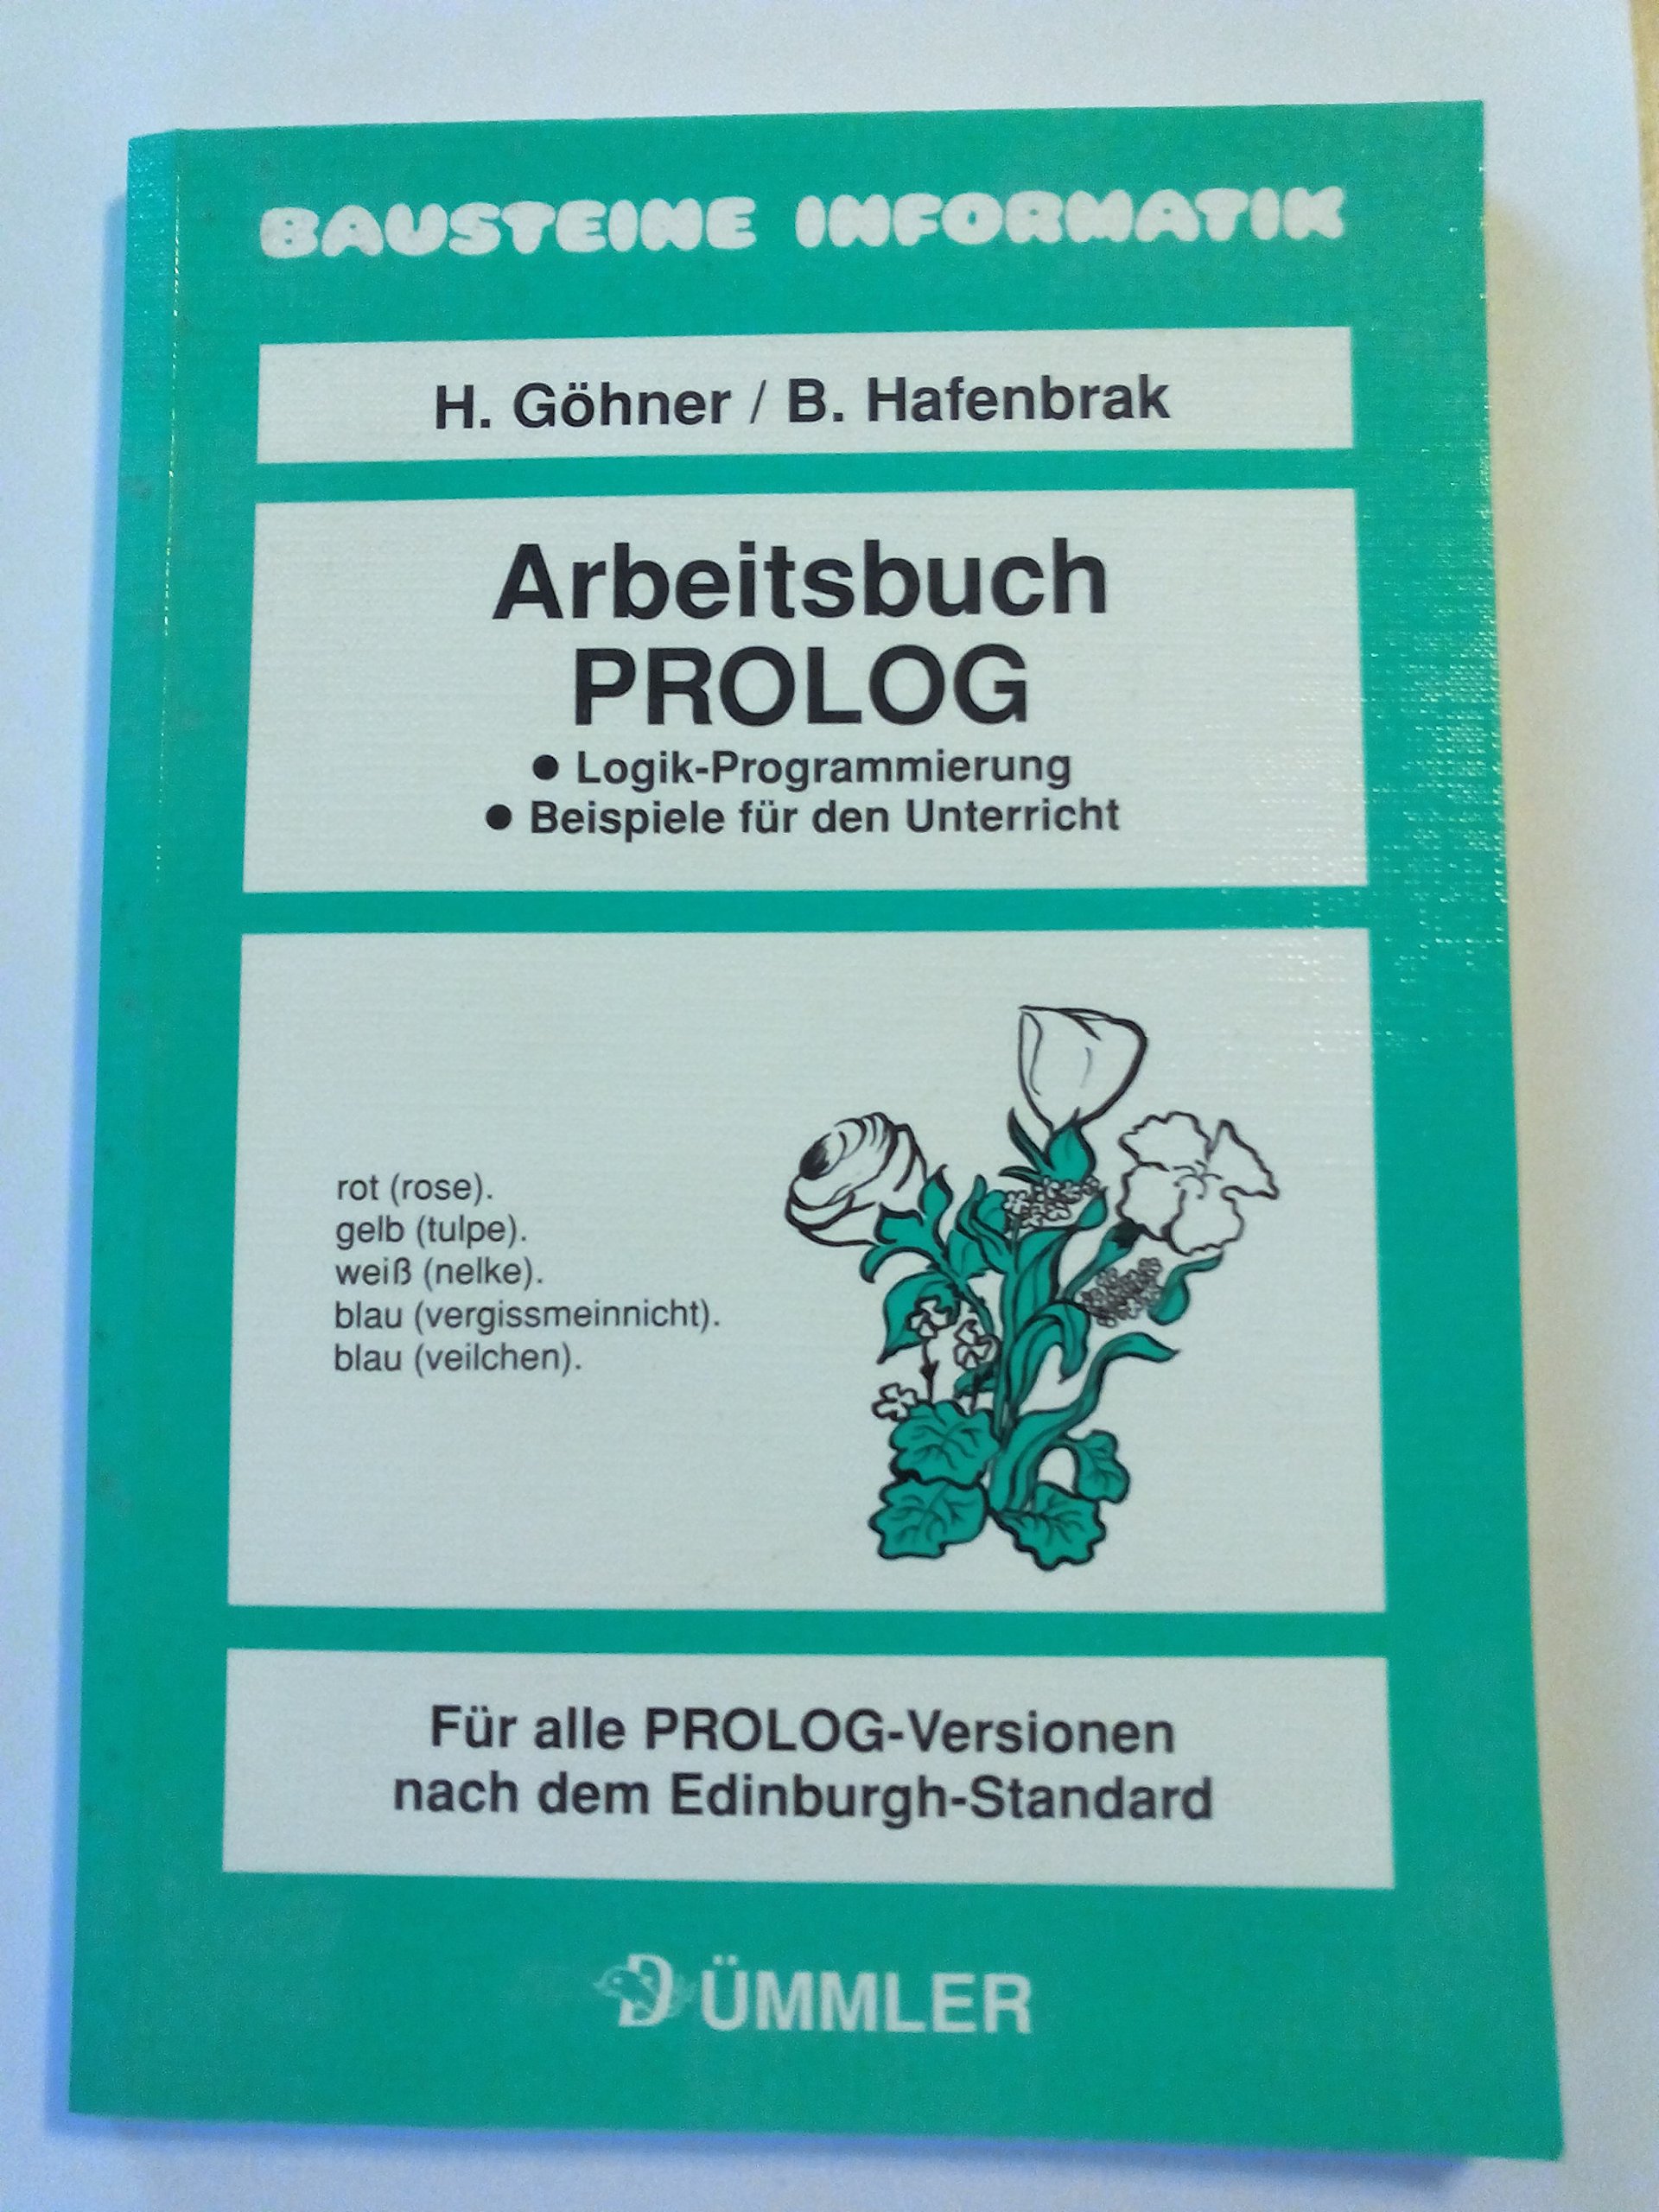 BAUSTEINE INFORMATIK
H. Göhner / B. Hafenbrak
Arbeitsbuch
PROLOG
● Logik-Programmierung
● Beispiele für den Unterricht
rot (rose).
gelb (tulpe).
weiß (nelke).
blau (vergissmeinnicht).
blau (veilchen).
Für alle PROLOG-Versionen
nach dem Edinburgh-Standard
DÜMMLER